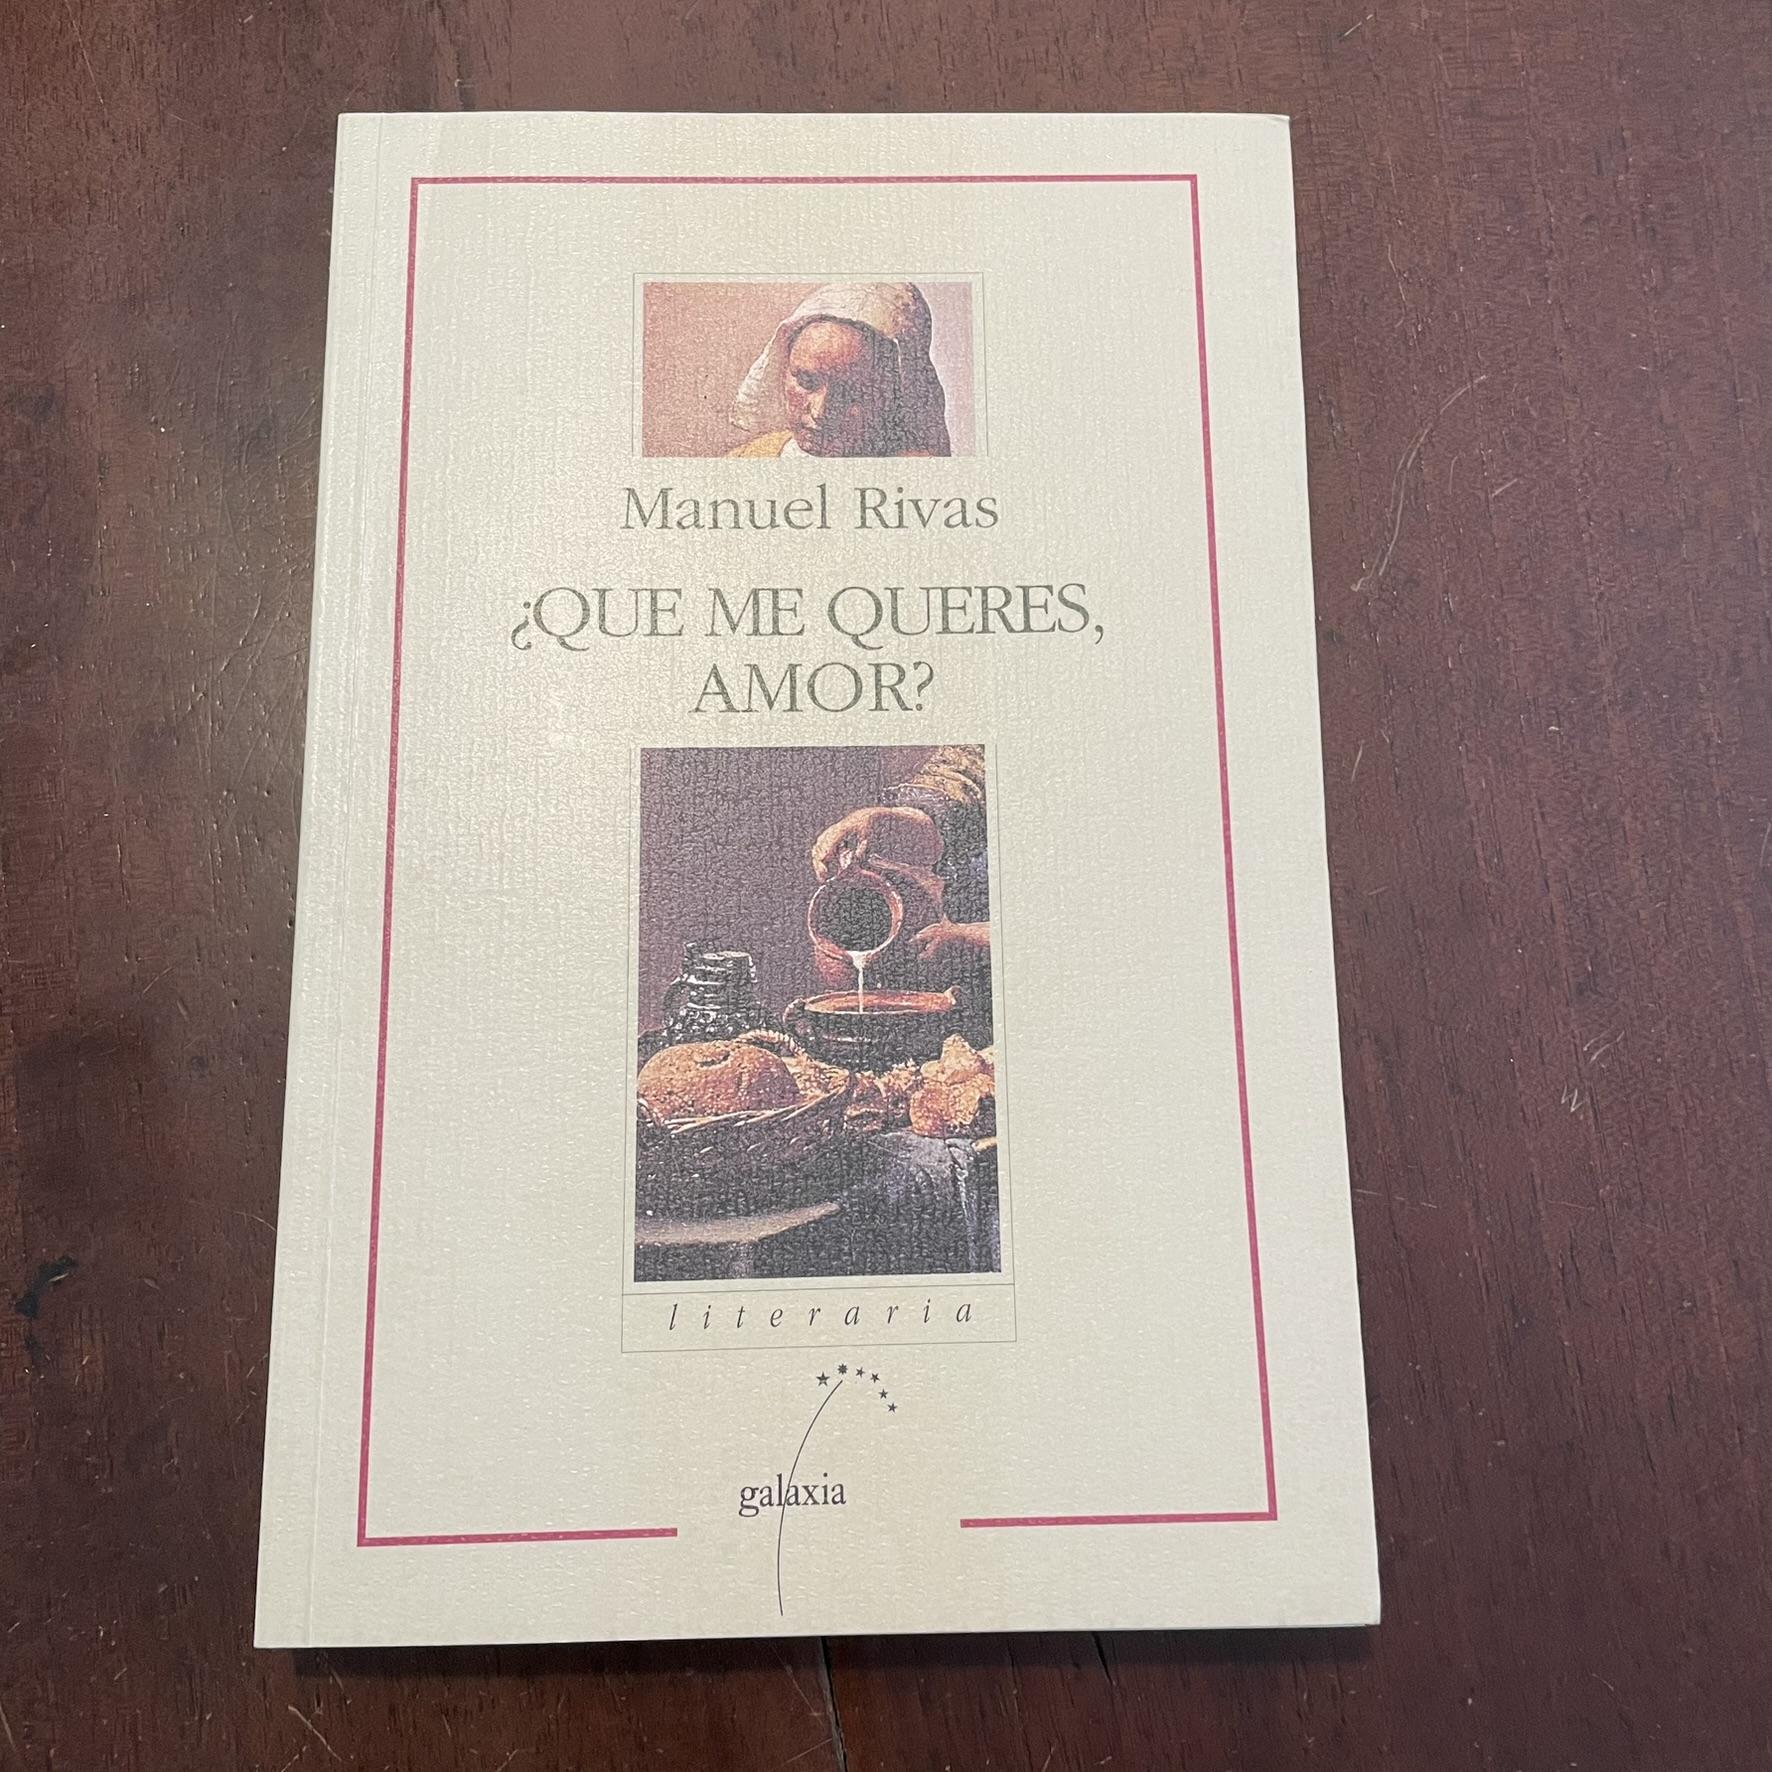 Manuel Rivas
¿QUE ME QUERES,
AMOR?
literaria
galaxia